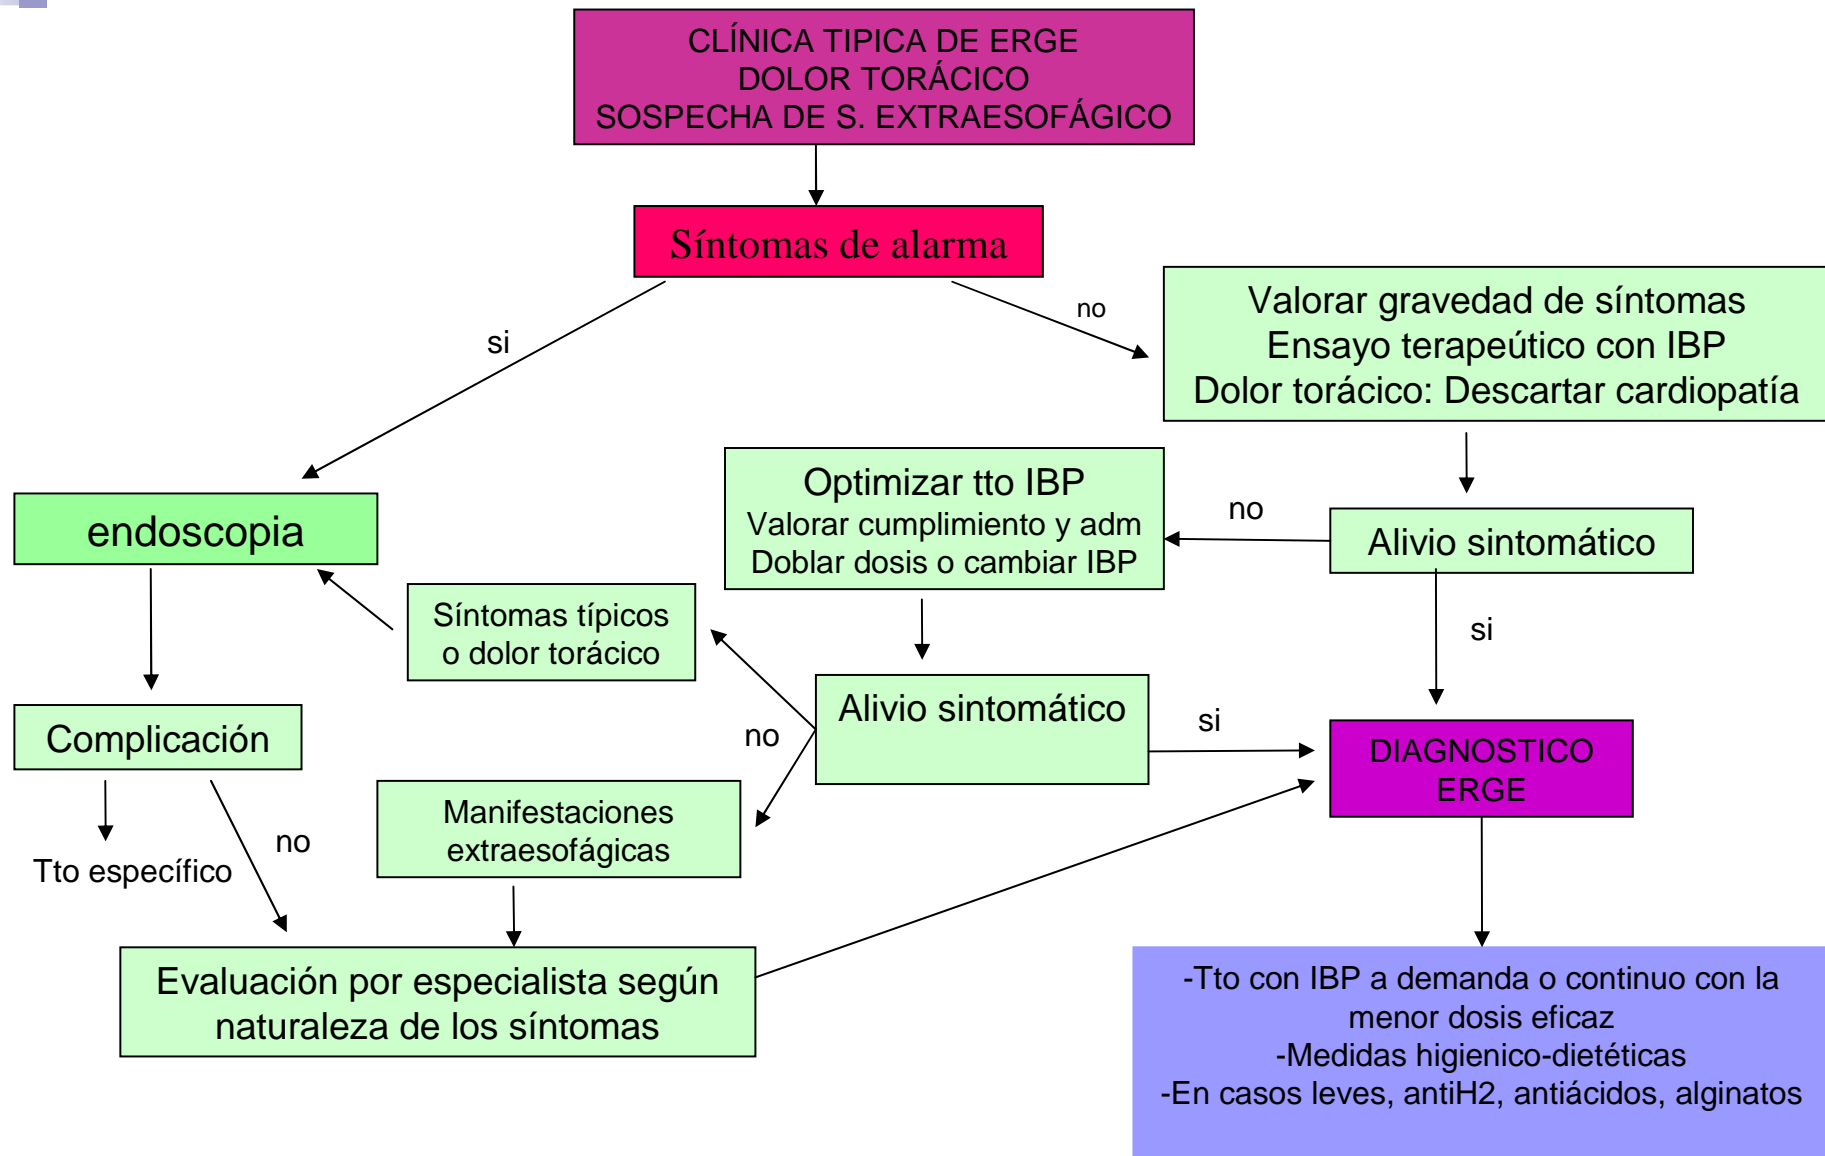 CLÍNICA TIPICA DE ERGE
DOLOR TORÁCICO
SOSPECHA DE S. EXTRAESOFÁGICO
Síntomas de alarma
si
no
Valorar gravedad de síntomas
Ensayo terapeútico con IBP
Dolor torácico: Descartar cardiopatía
Optimizar tto IBP
Valorar cumplimiento y adm
Doblar dosis o cambiar IBP
no
Alivio sintomático
endoscopia
Síntomas típicos
o dolor torácico
si
Alivio sintomático
si
no
Complicación
DIAGNOSTICO
ERGE
Manifestaciones
extraesofágicas
no
Tto específico
Evaluación por especialista según
naturaleza de los síntomas
-Tto con IBP a demanda o continuo con la
menor dosis eficaz
-Medidas higienico-dietéticas
-En casos leves, antiH2, antiácidos, alginatos